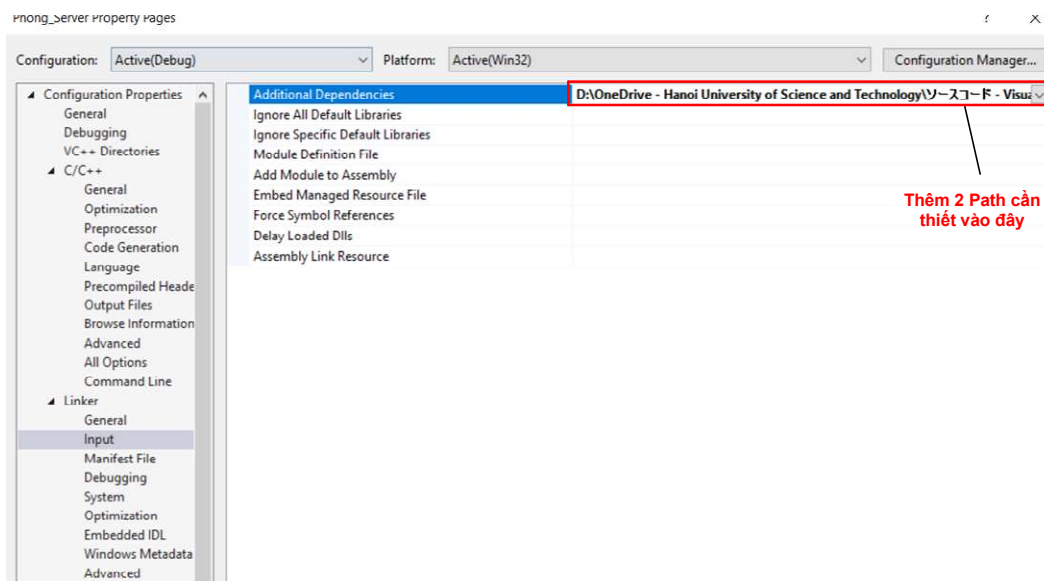 Phong_Server Property Pages
?
Configuration: Active(Debug) Platform: Active(Win32) Configuration Manager...
Configuration Properties
General
Debugging
VC++ Directories
C/C++
General
Optimization
Preprocessor
Code Generation
Language
Precompiled Heade
Output Files
Browse Information
Advanced
All Options
Command Line
Linker
General
Input
Manifest File
Debugging
System
Optimization
Embedded IDL
Windows Metadata
Advanced
Additional Dependencies D:\OneDrive - Hanoi University of Science and Technology\ソースコード - Visua
Ignore All Default Libraries
Ignore Specific Default Libraries
Module Definition File
Add Module to Assembly
Embed Managed Resource File
Force Symbol References
Delay Loaded Dlls
Assembly Link Resource
Thêm 2 Path cần
thiết vào đây